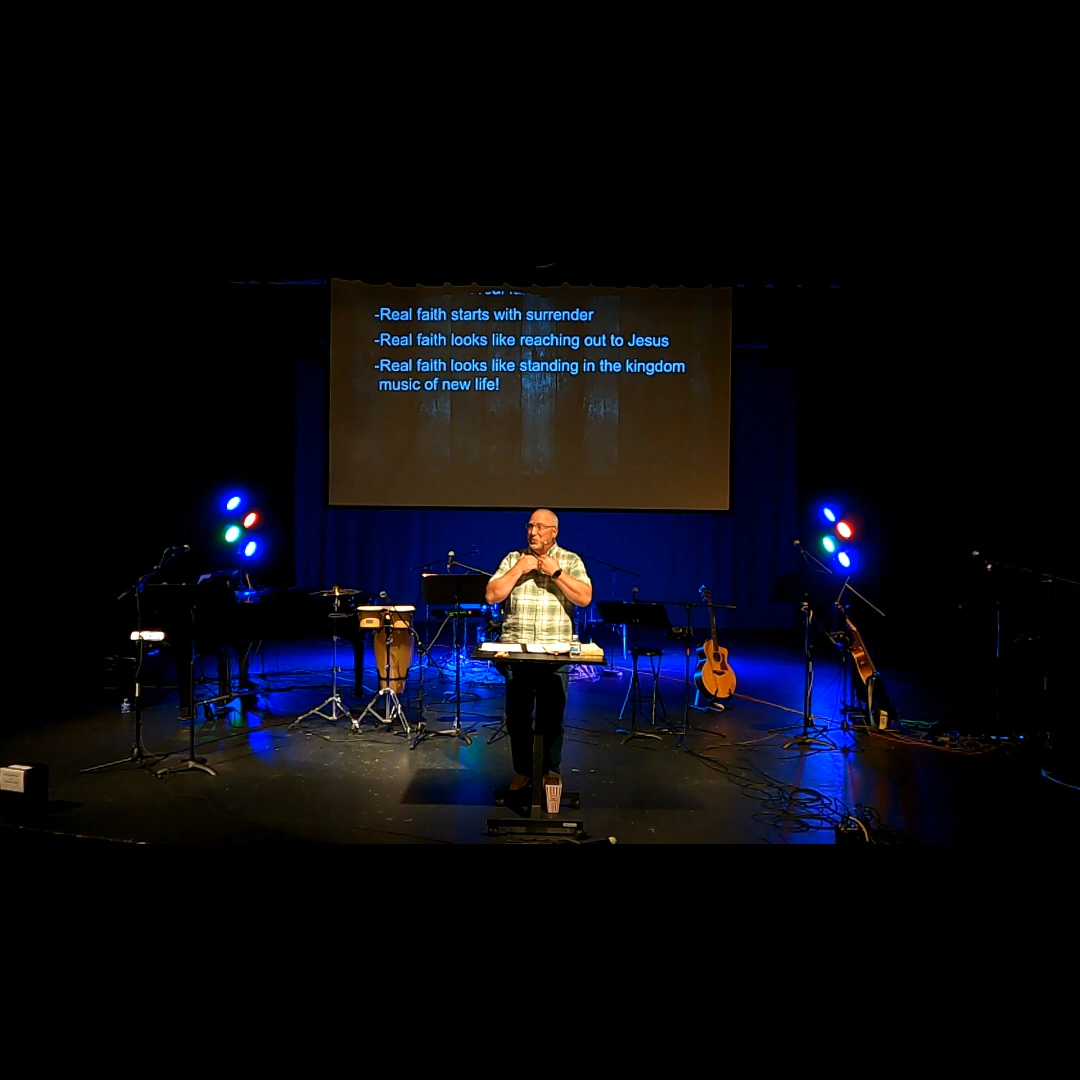 -Real faith starts with surrender
-Real faith looks like reaching out to Jesus
-Real faith looks like standing in the kingdom
music of new life!